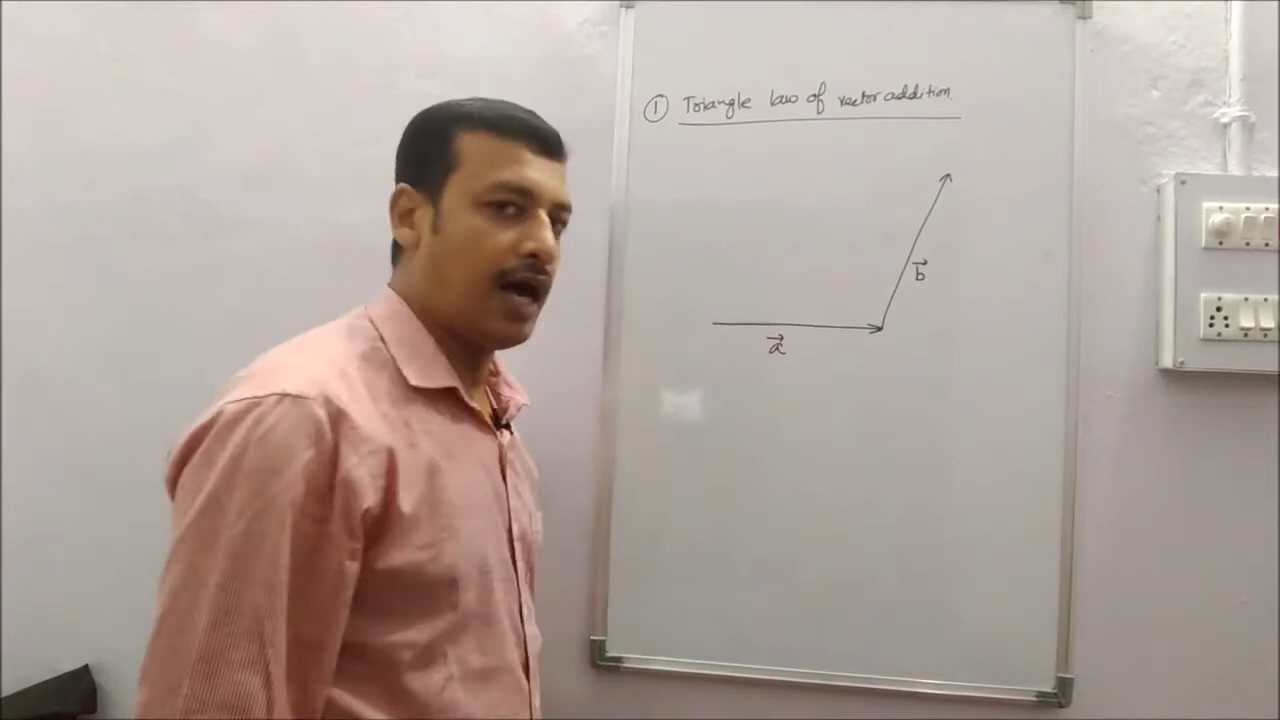 ① Triangle law of vector addition.
b⃗
a⃗